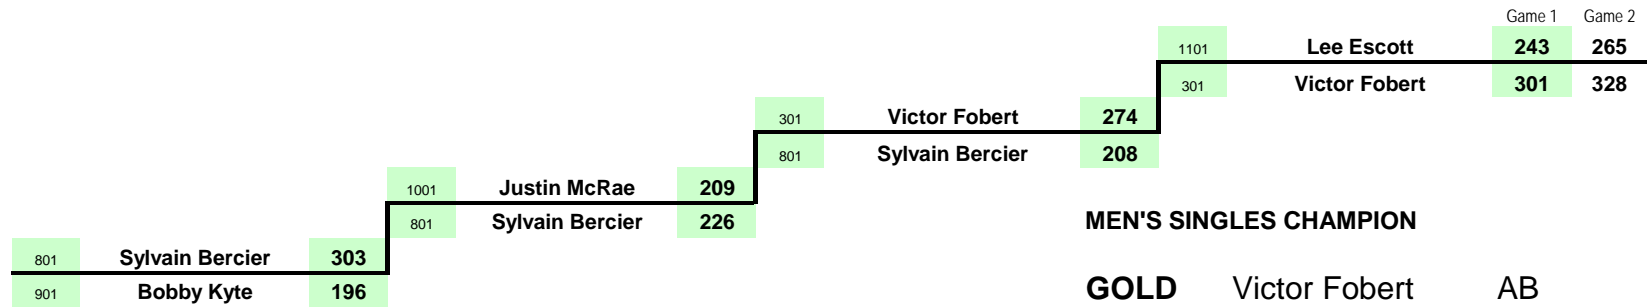 Game 1 Game 2
1101 Lee Escott 243 265
301 Victor Fobert 301 328
301 Victor Fobert 274
801 Sylvain Bercier 208
1001 Justin McRae 209
801 Sylvain Bercier 226
MEN'S SINGLES CHAMPION
801 Sylvain Bercier 303
901 Bobby Kyte 196
GOLD Victor Fobert AB